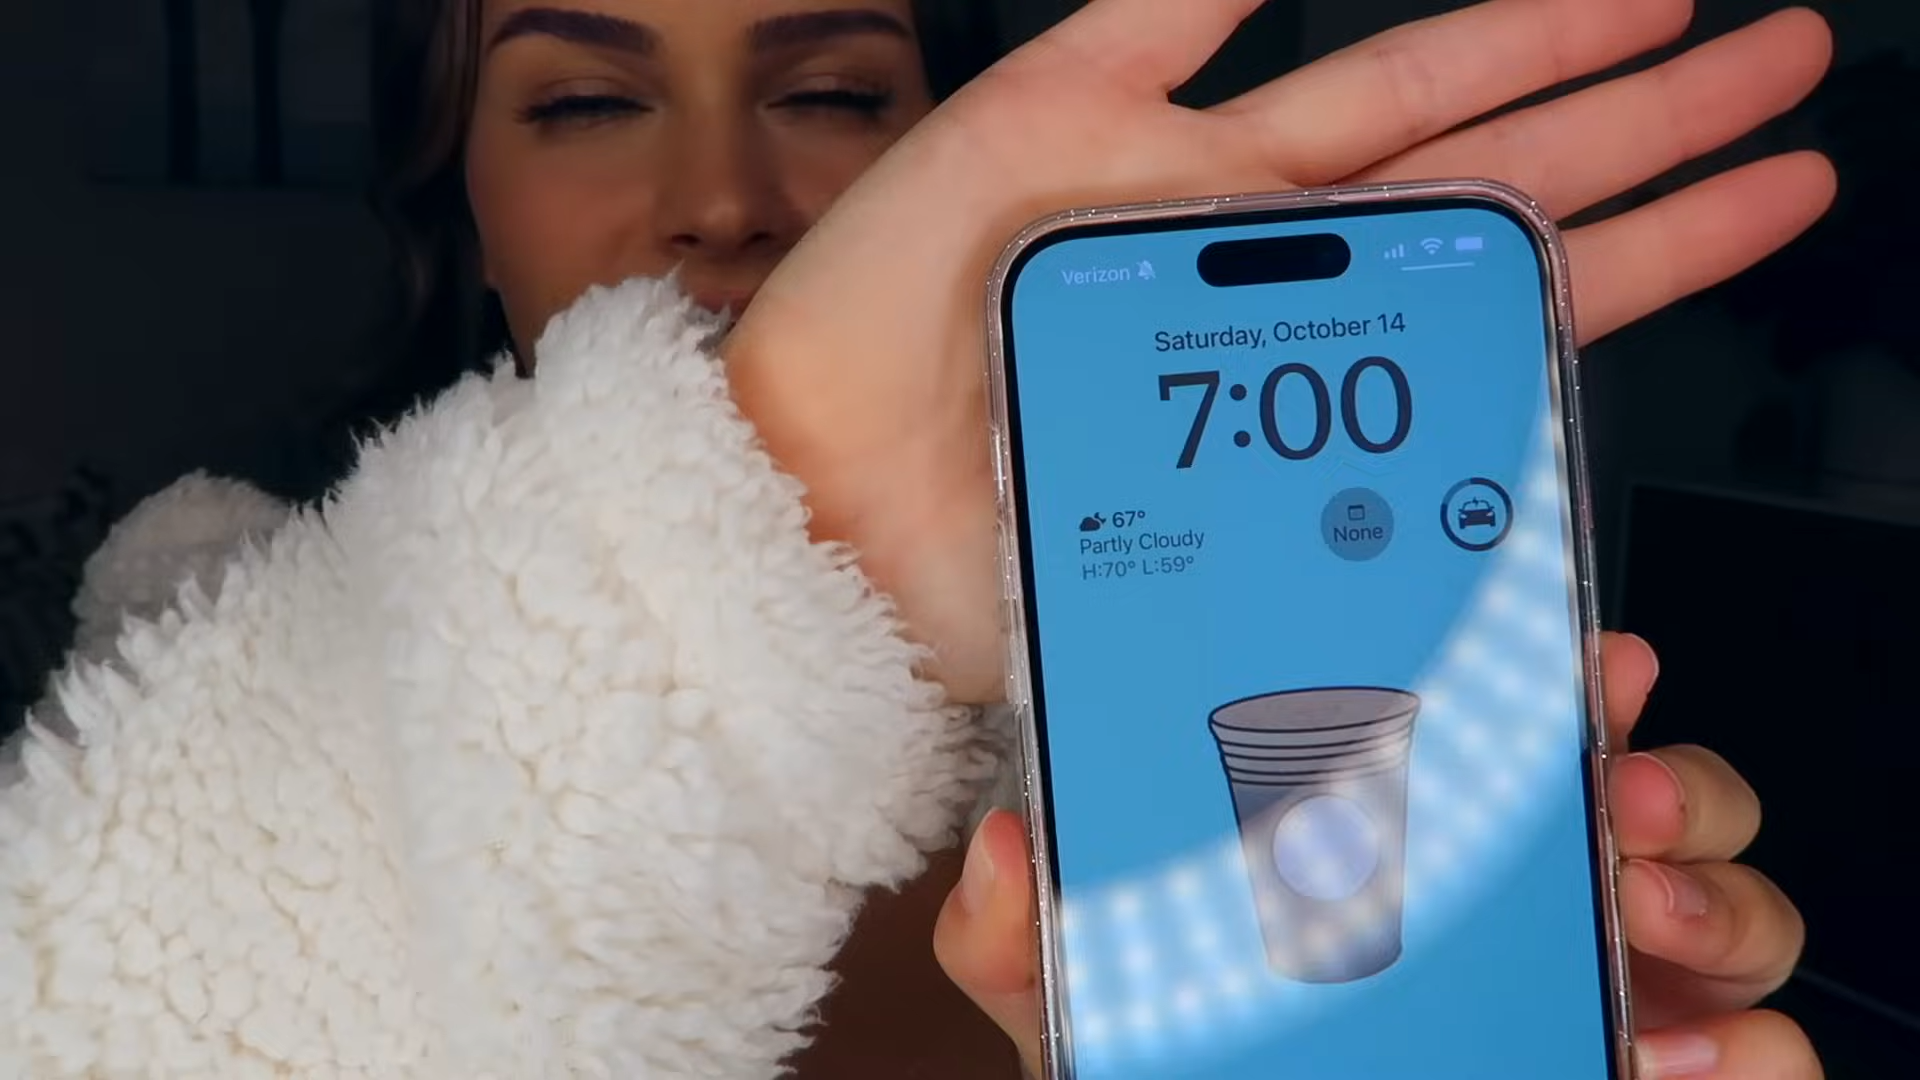 Verizon
Saturday, October 14
7:00
67°
Partly Cloudy
H:70° L:59°
None